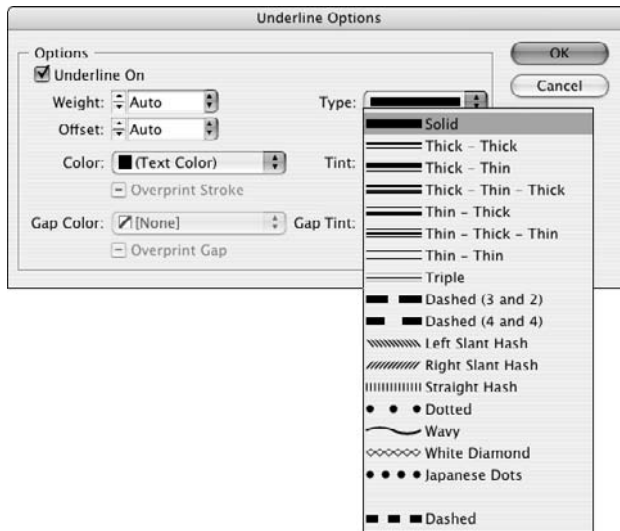 Underline Options
Options
Underline On
OK
Cancel
Weight: Auto
Type:
Offset: Auto
Color: (Text Color)
Tint:
Overprint Stroke
Gap Color: [None]
Gap Tint:
Overprint Gap
Solid
Thick – Thick
Thick – Thin
Thick – Thin – Thick
Thin – Thick
Thin – Thick – Thin
Thin – Thin
Triple
Dashed (3 and 2)
Dashed (4 and 4)
Left Slant Hash
Right Slant Hash
Straight Hash
Dotted
Wavy
White Diamond
Japanese Dots
Dashed